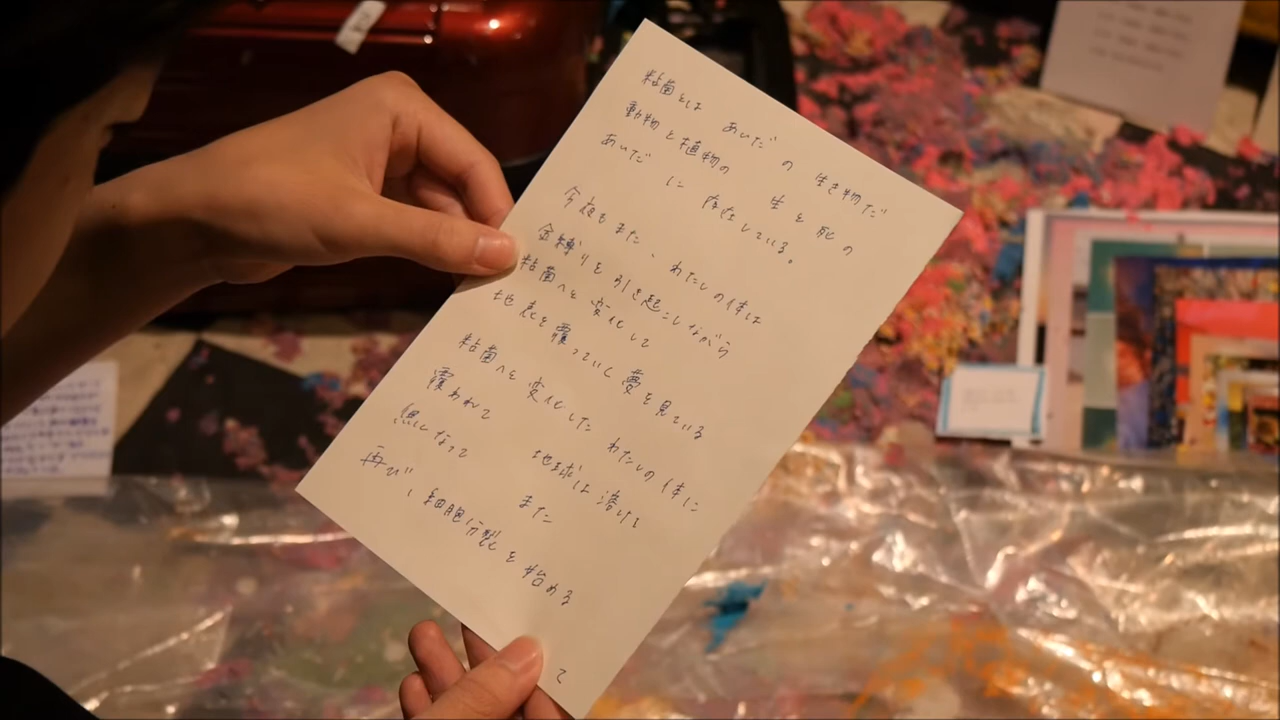 粘菌とは　あいだの　生き物だ
動物と植物の　生と死の
あいだ　に　存在している。
今夜もまた、わたしの体は
金縛りを引き起こしながら
粘菌へと変化して
地表を覆っていく夢を見ている
粘菌へと変化した　わたしの体に
覆われて　地球は溶ける
塊になって　また
再び、細胞分裂を始める
て